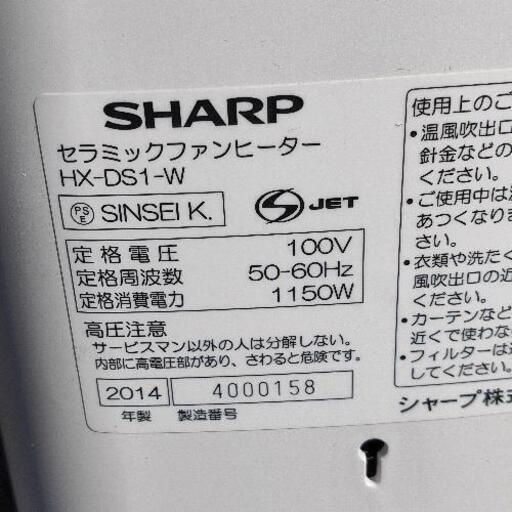 SHARP
セラミックファンヒーター
HX-DS1-W
PSE SINSEI K.
S JET
定格電圧 100V
定格周波数 50-60Hz
定格消費電力 1150W
高圧注意
サービスマン以外の人は分解しない。
内部に高電圧部があり、さわると危険です。
2014 4000158
年製 製造番号
使用上のご
・温風吹出口
針金などの
ください。
・ご使用中は温
あつくなりま
さい。
・衣類や洗たく
風吹出口の近
ください。
・カーテンなど
近くで使わな
・フィルターは
してください。
シャープ株式